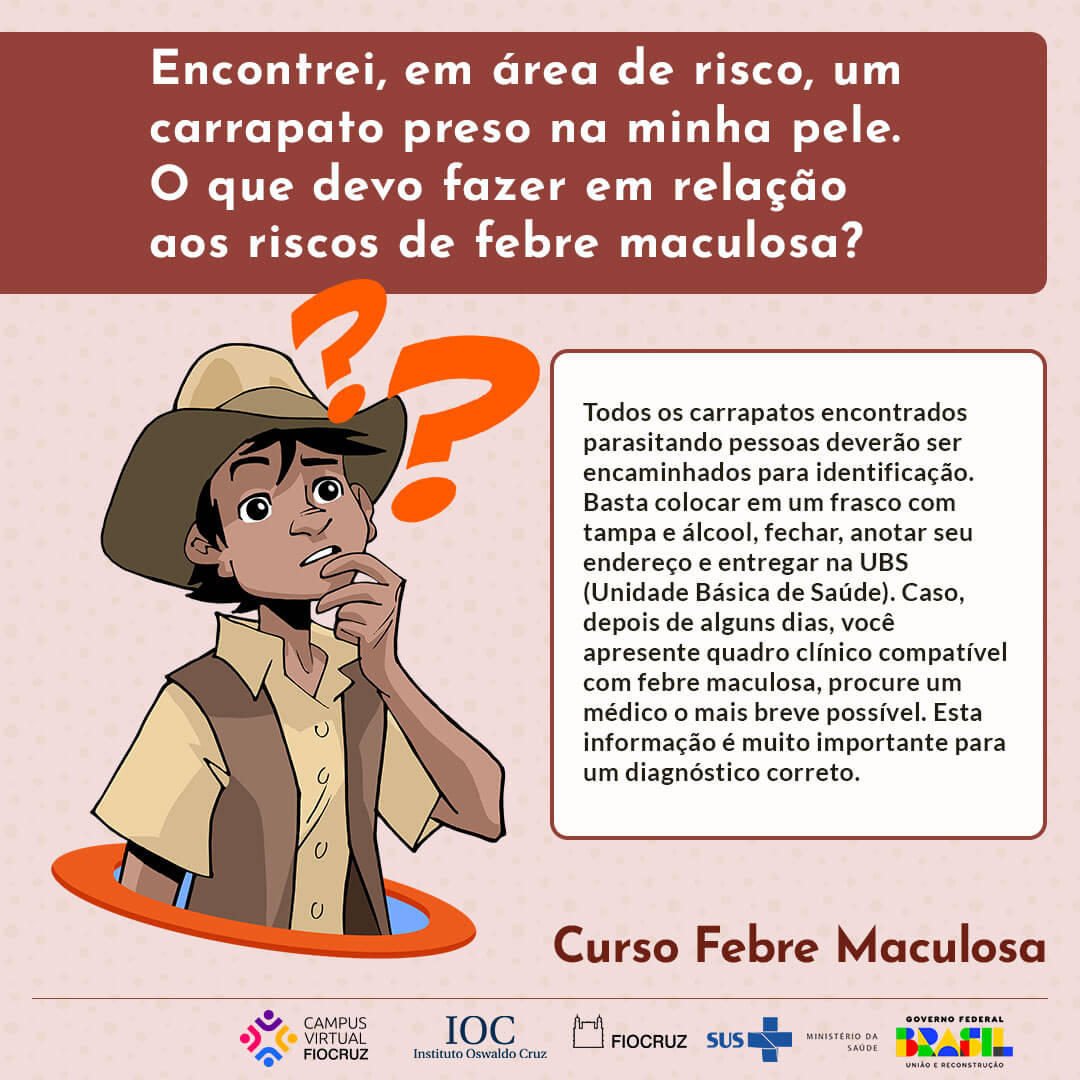 Encontrei, em área de risco, um
carrapato preso na minha pele.
O que devo fazer em relação
aos riscos de febre maculosa?
??
Todos os carrapatos encontrados
parasitando pessoas deverão ser
encaminhados para identificação.
Basta colocar em um frasco com
tampa e álcool, fechar, anotar seu
endereço e entregar na UBS
(Unidade Básica de Saúde). Caso,
depois de alguns dias, você
apresente quadro clínico compatível
com febre maculosa, procure um
médico o mais breve possível. Esta
informação é muito importante para
um diagnóstico correto.
Curso Febre Maculosa
CAMPUS
VIRTUAL
FIOCRUZ
IOC
Instituto Oswaldo Cruz
FIOCRUZ
SUS
MINISTÉRIO DA
SAÚDE
GOVERNO FEDERAL
BRASIL
UNIÃO E RECONSTRUÇÃO